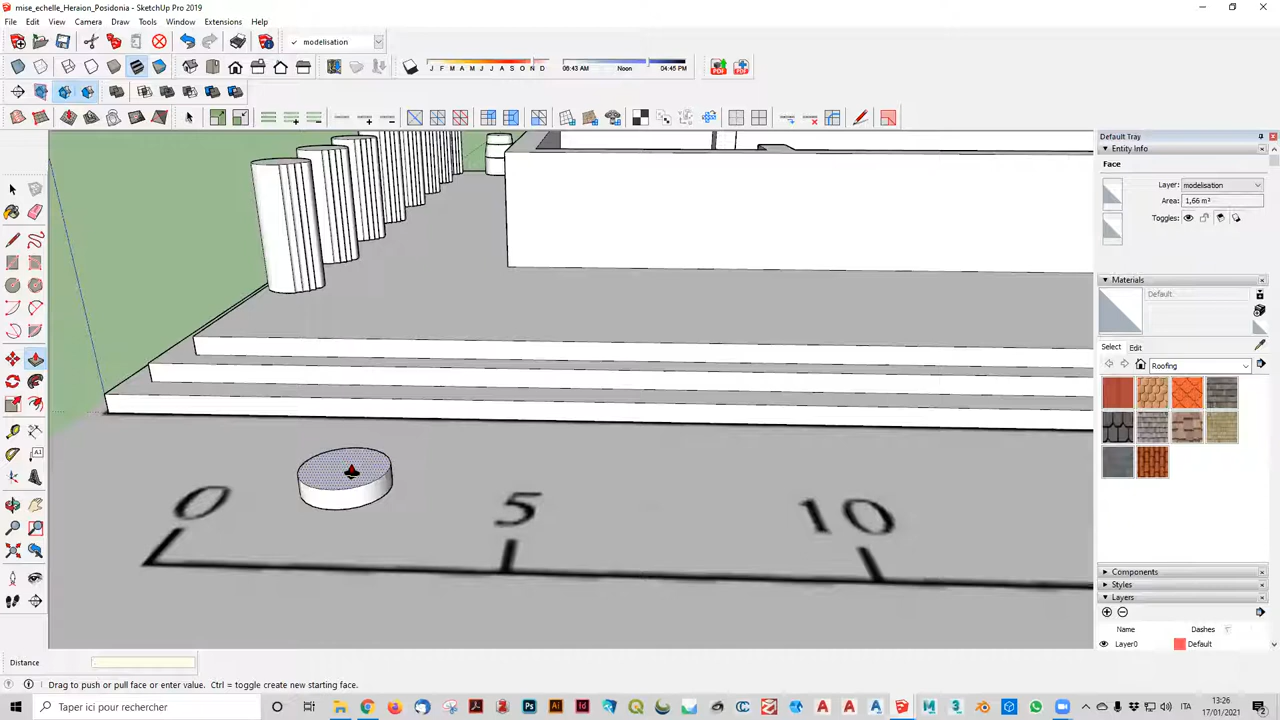 mise_echelle_Heraion_Posidonia - SketchUp Pro 2019
File Edit View Camera Draw Tools Window Extensions Help
✓ modelisation
J F M A M J J A S O N D
06:43 AM Noon 04:45 PM
Default Tray
Entity Info
Face
Layer: modelisation
Area: 1,66 m²
Toggles:
Materials
Default
Select Edit
Roofing
Components
Styles
Layers
Name Dashes
Layer0 Default
0 5 10
Distance
Drag to push or pull face or enter value. Ctrl = toggle create new starting face.
Taper ici pour rechercher
ITA
13:26
17/01/2021